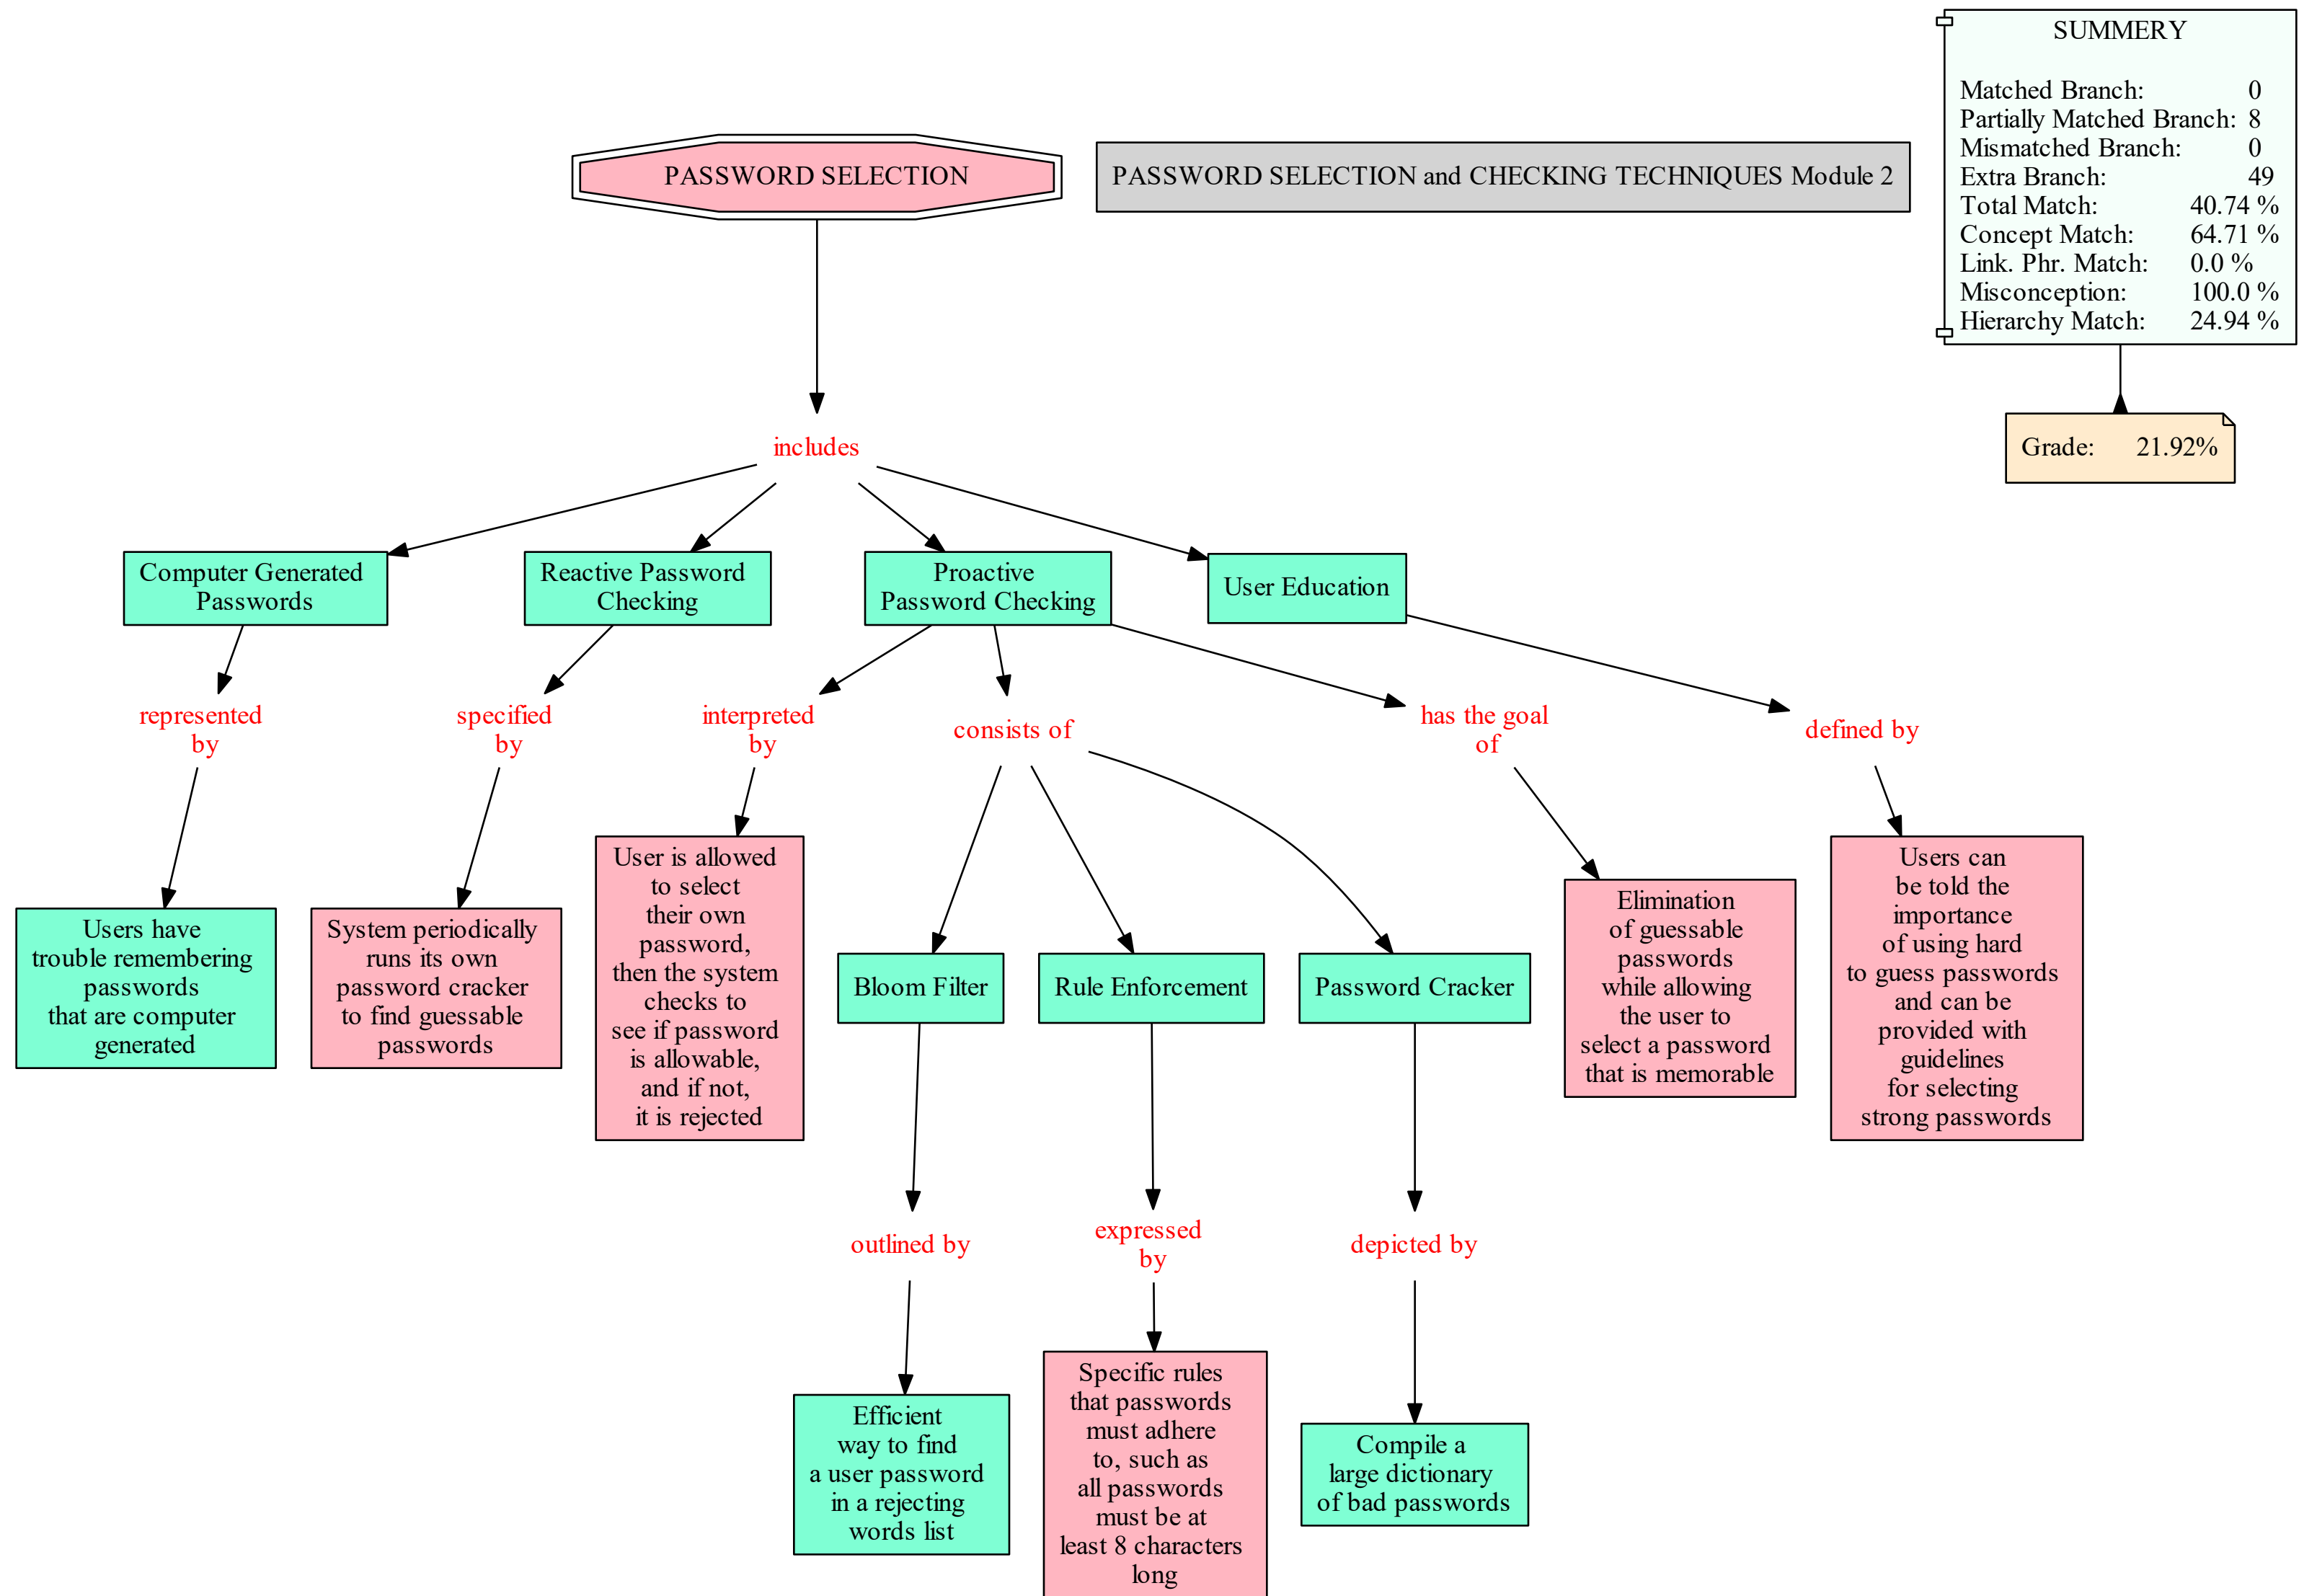 SUMMERY
Matched Branch: 0
Partially Matched Branch: 8
Mismatched Branch: 0
Extra Branch: 49
Total Match: 40.74 %
Concept Match: 64.71 %
Link. Phr. Match: 0.0 %
Misconception: 100.0 %
Hierarchy Match: 24.94 %
PASSWORD SELECTION
PASSWORD SELECTION and CHECKING TECHNIQUES Module 2
Grade: 21.92%
includes
Computer Generated
Passwords
Reactive Password
Checking
Proactive
Password Checking
User Education
represented
by
specified
by
interpreted
by
consists of
has the goal
of
defined by
Users have
trouble remembering
passwords
that are computer
generated
System periodically
runs its own
password cracker
to find guessable
passwords
User is allowed
to select
their own
password,
then the system
checks to
see if password
is allowable,
and if not,
it is rejected
Bloom Filter
Rule Enforcement
Password Cracker
Elimination
of guessable
passwords
while allowing
the user to
select a password
that is memorable
Users can
be told the
importance
of using hard
to guess passwords
and can be
provided with
guidelines
for selecting
strong passwords
outlined by
expressed
by
depicted by
Efficient
way to find
a user password
in a rejecting
words list
Specific rules
that passwords
must adhere
to, such as
all passwords
must be at
least 8 characters
long
Compile a
large dictionary
of bad passwords